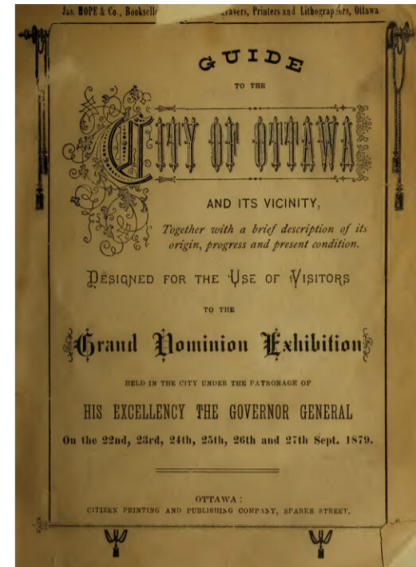 Jas. HOPE & Co., Bookselle ravers, Printers and Lithographers, Ottawa
GUIDE
TO THE
CITY OF OTTAWA
AND ITS VICINITY,
Together with a brief description of its
origin, progress and present condition.
DESIGNED FOR THE USE OF VISITORS
TO THE
Grand Dominion Exhibition
HELD IN THE CITY UNDER THE PATRONAGE OF
HIS EXCELLENCY THE GOVERNOR GENERAL
On the 22nd, 23rd, 24th, 25th, 26th and 27th Sept. 1879.
OTTAWA:
CITIZEN PRINTING AND PUBLISHING COMPANY, SPARKS STREET.